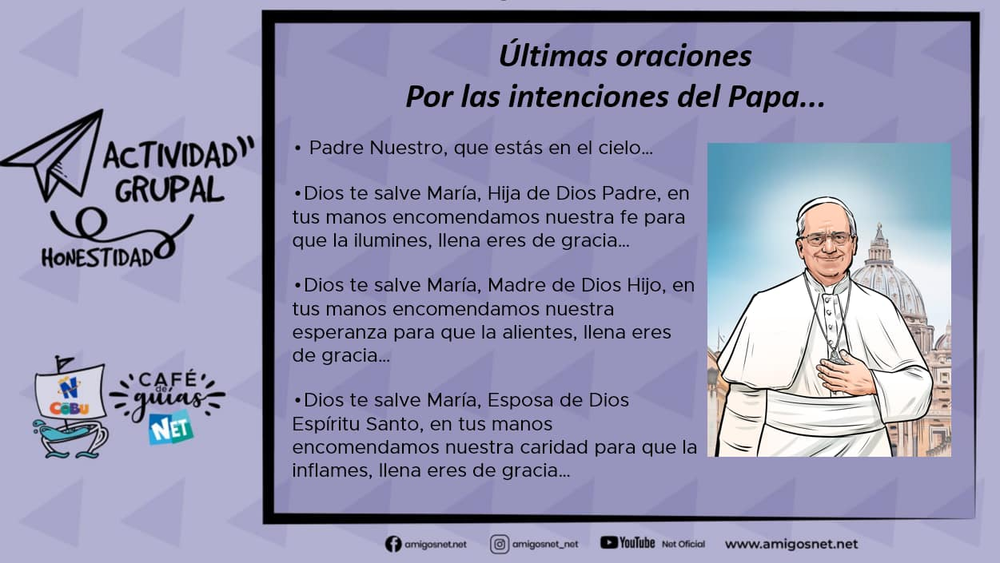 Últimas oraciones
Por las intenciones del Papa...
ACTIVIDAD
GRUPAL
HONESTIDAD
• Padre Nuestro, que estás en el cielo...
•Dios te salve María, Hija de Dios Padre, en
tus manos encomendamos nuestra fe para
que la ilumines, llena eres de gracia...
•Dios te salve María, Madre de Dios Hijo, en
tus manos encomendamos nuestra
esperanza para que la alientes, llena eres
de gracia...
•Dios te salve María, Esposa de Dios
Espíritu Santo, en tus manos
encomendamos nuestra caridad para que la
inflames, llena eres de gracia...
N
COBU
CAFÉ
de
guías
NET
amigosnet.net
amigosnet_net
YouTube Net Oficial
www.amigosnet.net